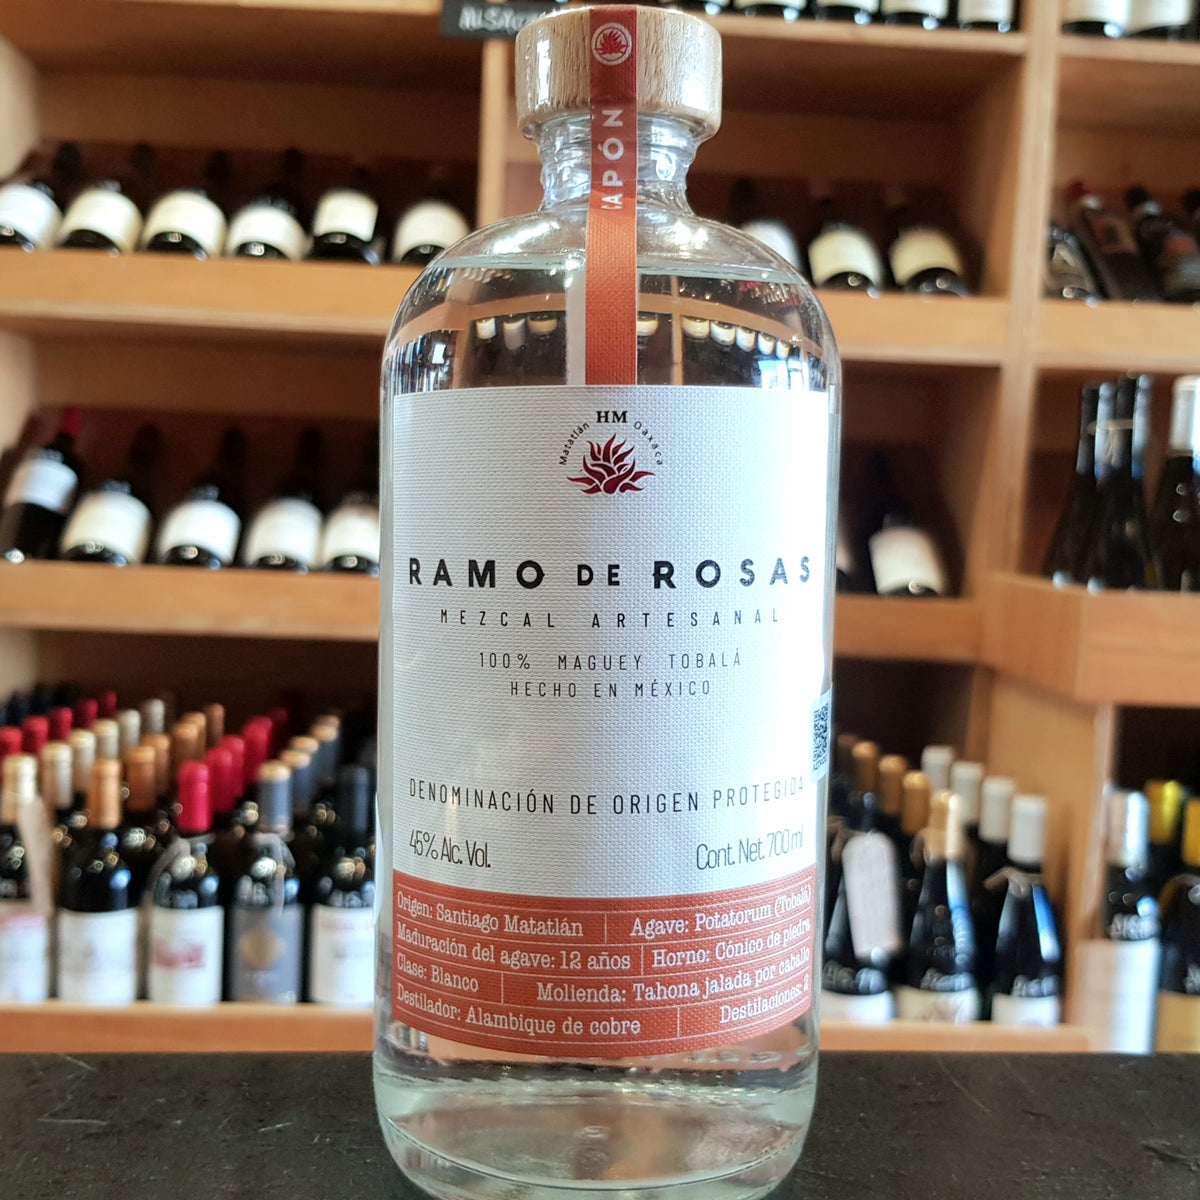 APÓN
HM
Matatlán Oaxaca
RAMO DE ROSAS
MEZCAL ARTESANAL
100% MAGUEY TOBALÁ
HECHO EN MÉXICO
DENOMINACIÓN DE ORIGEN PROTEGIDA
45% Alc. Vol. Cont. Net. 700 ml
Origen: Santiago Matatlán Agave: Potatorum (Tobalá)
Maduración del agave: 12 años Horno: Cónico de piedra
Clase: Blanco Molienda: Tahona jalada por caballo
Destilador: Alambique de cobre Destilaciones: 2